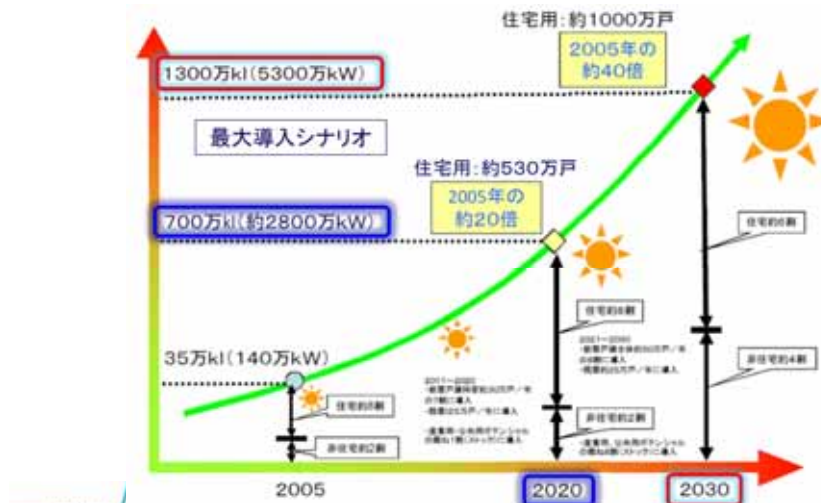 住宅用:約1000万戸
2005年の
約40倍
1300万kl(5300万kW)
最大導入シナリオ
住宅用:約530万戸
2005年の
約20倍
700万kl(約2800万kW)
住宅約6割
住宅約8割
35万kl(140万kW)
2011~2020
2021~2030
非住宅約4割
住宅約8割
非住宅約2割
非住宅約2割
2005
2020
2030